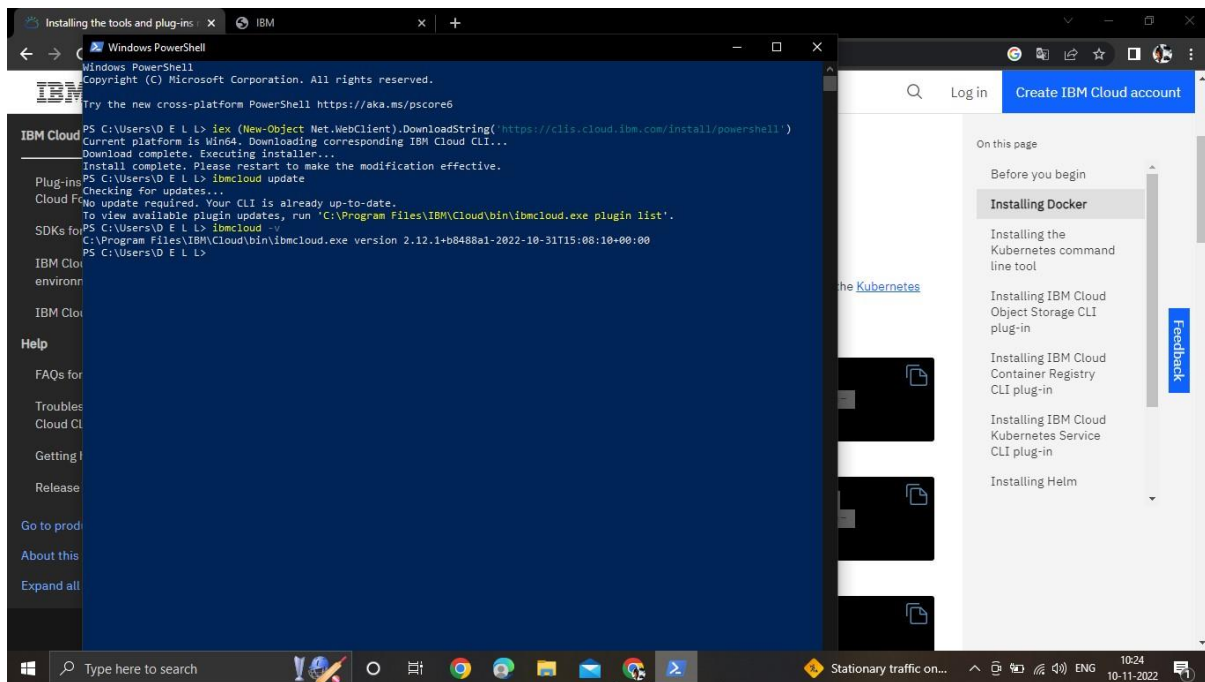 Installing the tools and plug-ins
IBM
Windows PowerShell
Windows PowerShell
Copyright (C) Microsoft Corporation. All rights reserved.
Try the new cross-platform PowerShell https://aka.ms/pscore6
PS C:\Users\D E L L> iex (New-Object Net.WebClient).DownloadString('https://clis.cloud.ibm.com/install/powershell')
Current platform is Win64. Downloading corresponding IBM Cloud CLI...
Download complete. Executing installer...
Install complete. Please restart to make the modification effective.
PS C:\Users\D E L L> ibmcloud update
Checking for updates...
No update required. Your CLI is already up-to-date.
To view available plugin updates, run 'C:\Program Files\IBM\Cloud\bin\ibmcloud.exe plugin list'.
PS C:\Users\D E L L> ibmcloud -v
C:\Program Files\IBM\Cloud\bin\ibmcloud.exe version 2.12.1+b8488a1-2022-10-31T15:08:10+00:00
PS C:\Users\D E L L>
IBM
Log in
Create IBM Cloud account
IBM Cloud
Plug-ins
Cloud Fo
SDKs for
IBM Clou
environn
IBM Clou
Help
FAQs for
Troubles
Cloud CL
Getting h
Release
Go to produ
About this
Expand all
the Kubernetes
On this page
Before you begin
Installing Docker
Installing the
Kubernetes command
line tool
Installing IBM Cloud
Object Storage CLI
plug-in
Installing IBM Cloud
Container Registry
CLI plug-in
Installing IBM Cloud
Kubernetes Service
CLI plug-in
Installing Helm
Feedback
Type here to search
Stationary traffic on...
ENG
10:24
10-11-2022